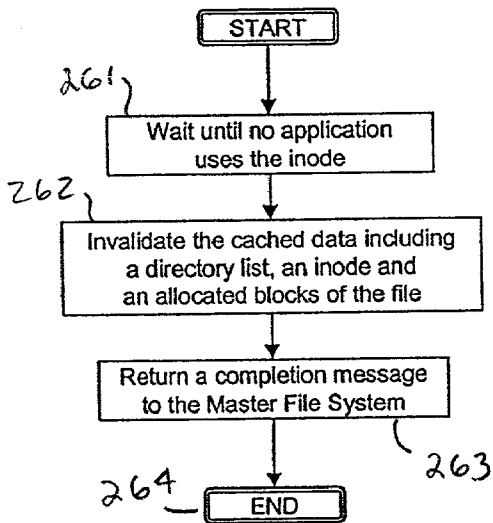 START
261
Wait until no application
uses the inode
262
Invalidate the cached data including
a directory list, an inode and
an allocated blocks of the file
Return a completion message
to the Master File System
263
264
END